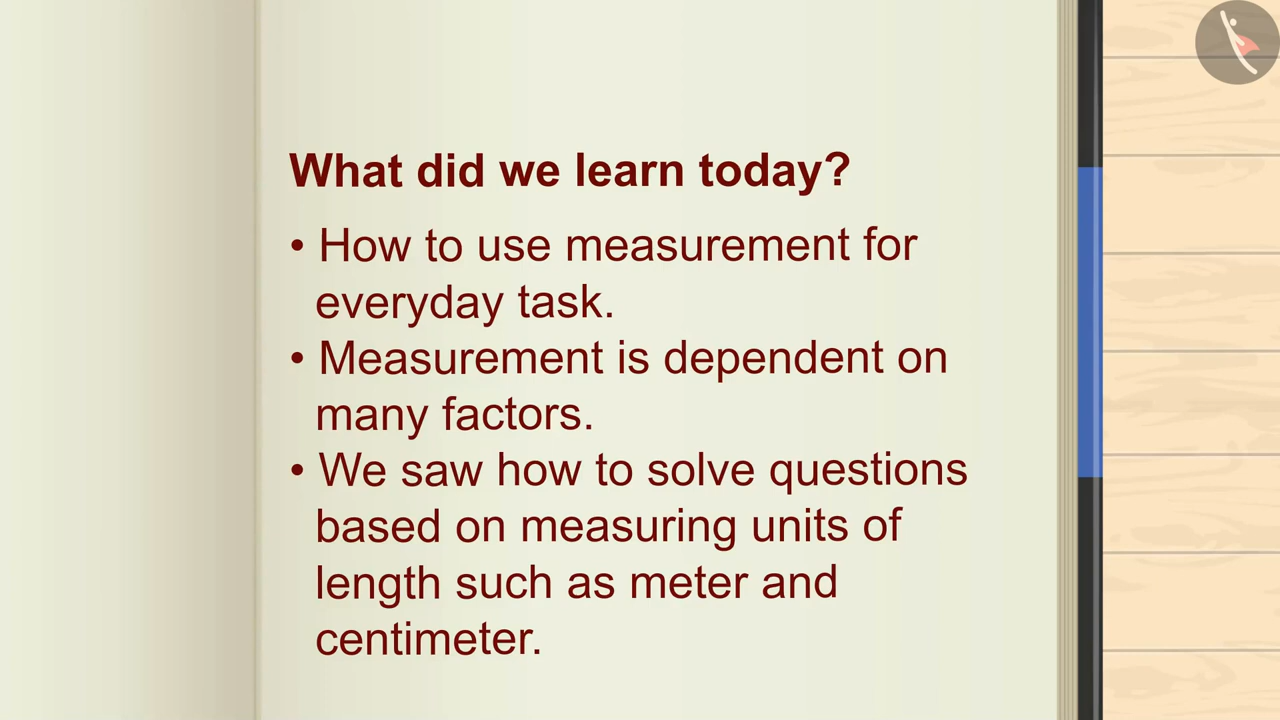 What did we learn today?
• How to use measurement for
everyday task.
• Measurement is dependent on
many factors.
• We saw how to solve questions
based on measuring units of
length such as meter and
centimeter.